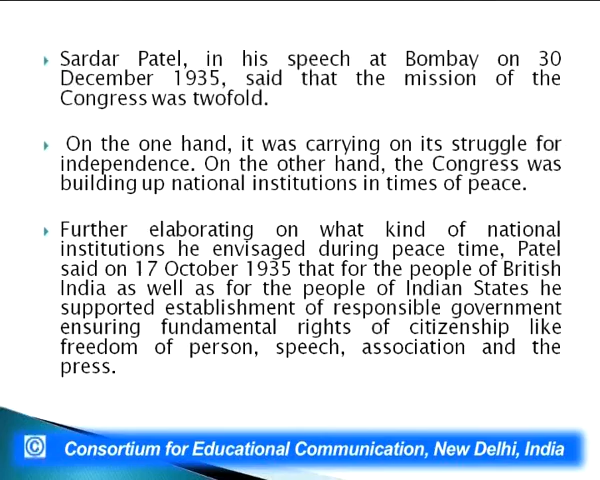 Sardar Patel, in his speech at Bombay on 30
December 1935, said that the mission of the
Congress was twofold.
On the one hand, it was carrying on its struggle for
independence. On the other hand, the Congress was
building up national institutions in times of peace.
Further elaborating on what kind of national
institutions he envisaged during peace time, Patel
said on 17 October 1935 that for the people of British
India as well as for the people of Indian States he
supported establishment of responsible government
ensuring fundamental rights of citizenship like
freedom of person, speech, association and the
press.
© Consortium for Educational Communication, New Delhi, India